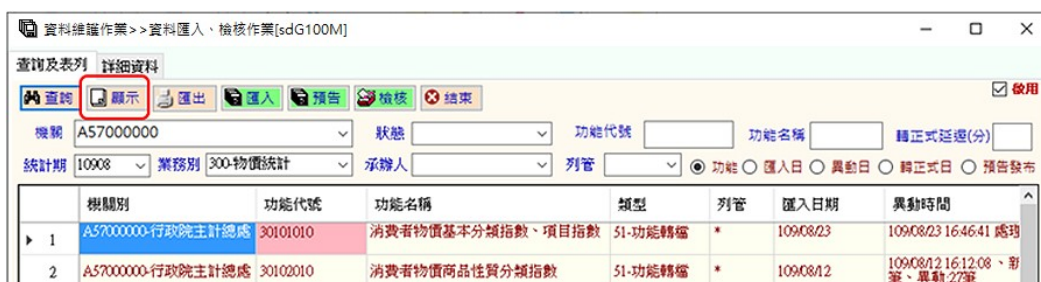 資料維護作業>>資料匯入、檢核作業[sdG100M]
查詢及表列 詳細資料
查詢 顯示 匯出 匯入 預告 檢核 結束 啟用
機關 A57000000 狀態 功能代號 功能名稱 轉正式延遲(分)
統計期 10908 業務別 300-物價統計 承辦人 列管 功能 匯入日 異動日 轉正式日 預告發布
機關別 功能代號 功能名稱 類型 列管 匯入日期 異動時間
1 A57000000-行政院主計總處 30101010 消費者物價基本分類指數、項目指數 51-功能轉檔 * 109/08/23 109/08/23 16:46:41 處理
2 A57000000-行政院主計總處 30102010 消費者物價商品性質分類指數 51-功能轉檔 * 109/08/12 109/08/12 16:12:08 、新
筆、異動:27筆